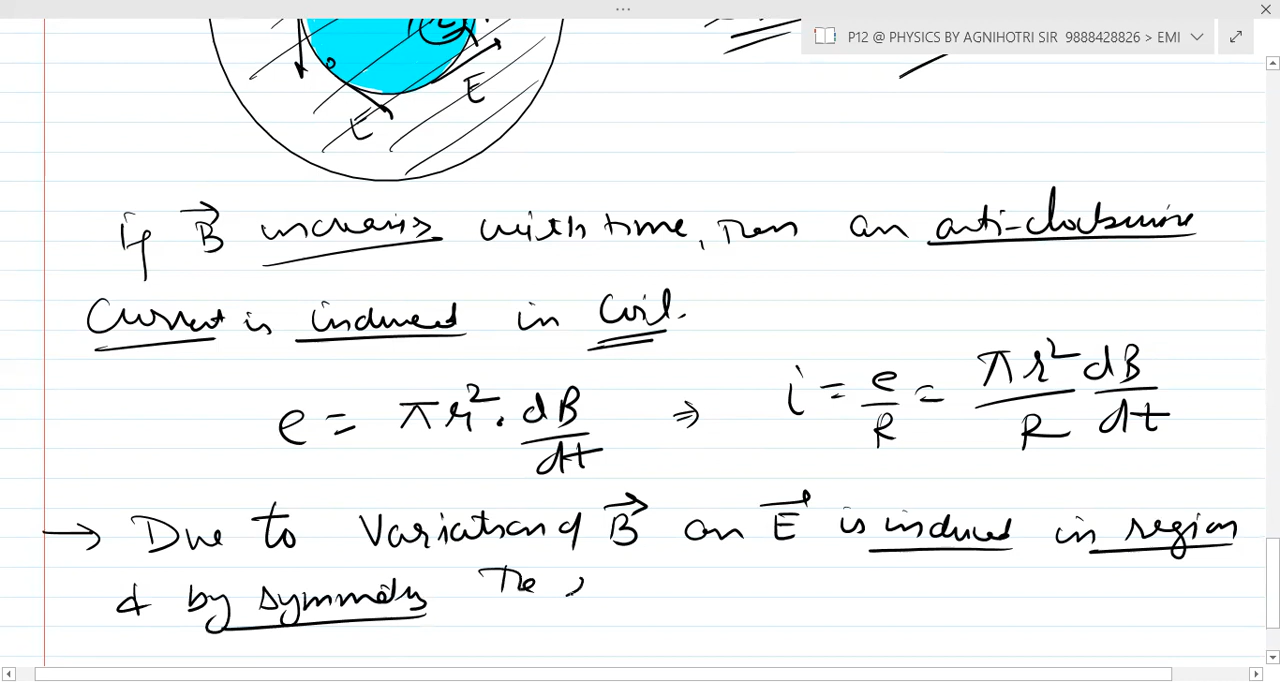 P12 @ PHYSICS BY AGNIHOTRI SIR 9888428826 > EMI
E
E
if B⃗ increases with time, then an anti-clockwise
Current is induced in Coil.
e = πr². dB/dt ⇒ i = e/R = πr²/R dB/dt
→ Due to variation of B⃗ an E⃗ is induced in region
& by symmetry The